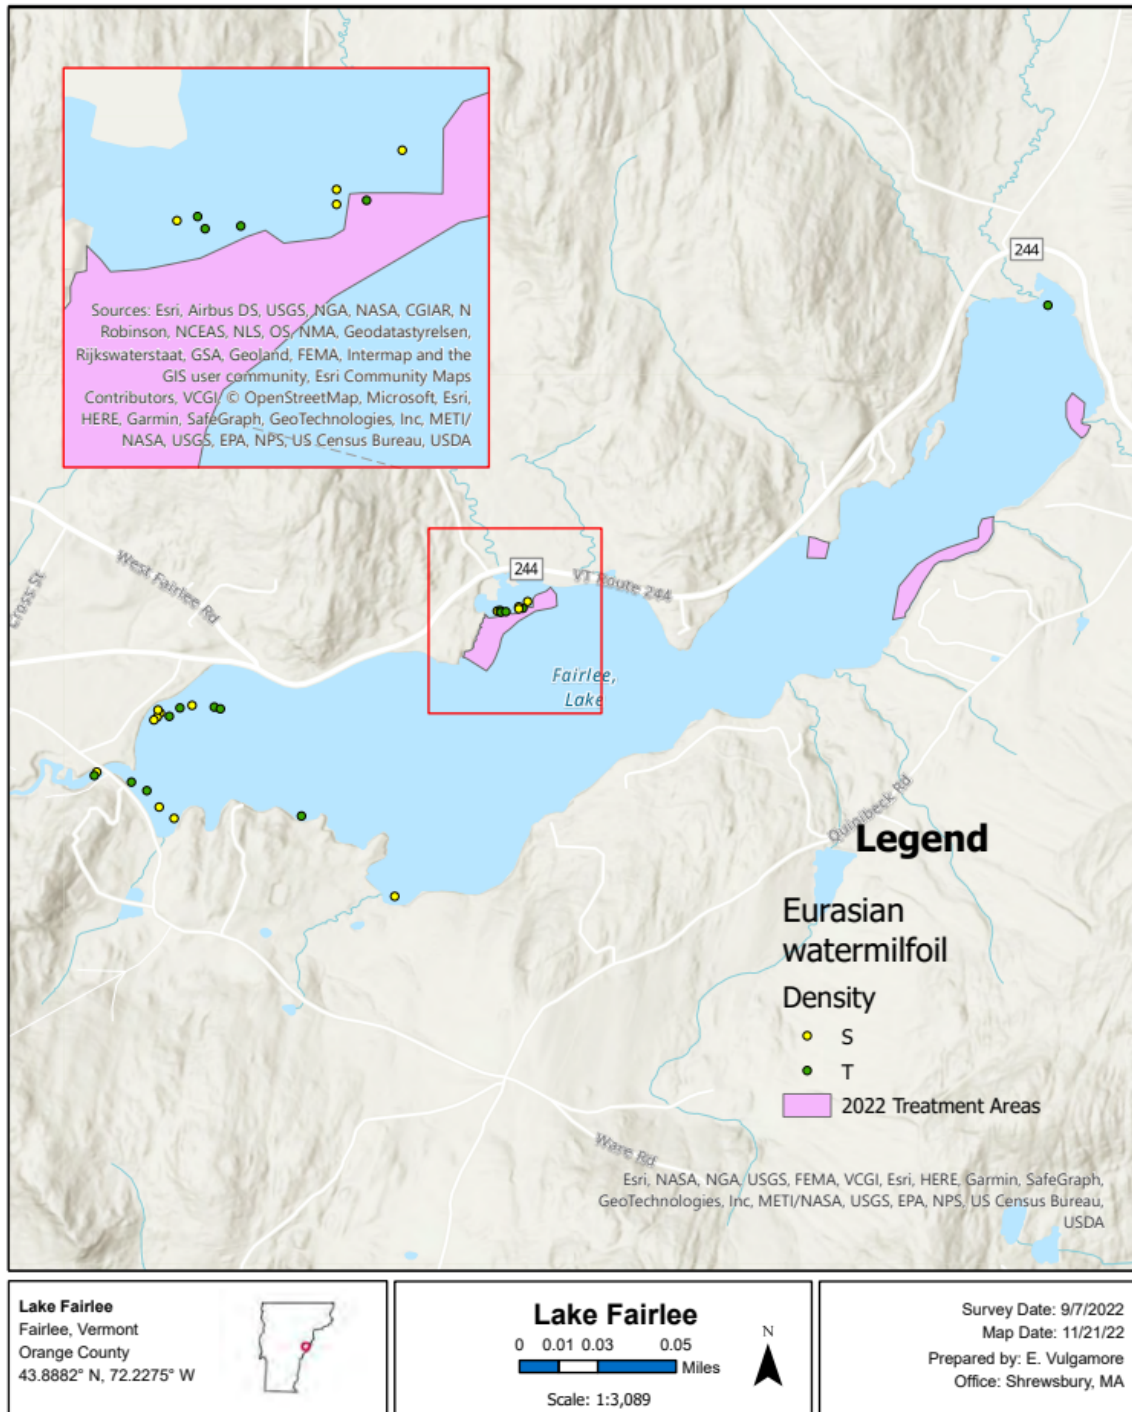 Sources: Esri, Airbus DS, USGS, NGA, NASA, CGIAR, N
Robinson, NCEAS, NLS, OS, NMA, Geodatastyrelsen,
Rijkswaterstaat, GSA, Geoland, FEMA, Intermap and the
GIS user community, Esri Community Maps
Contributors, VCGI, © OpenStreetMap, Microsoft, Esri,
HERE, Garmin, SafeGraph, GeoTechnologies, Inc, METI/
NASA, USGS, EPA, NPS, US Census Bureau, USDA
244
244
VT Route 244
West Fairlee Rd
Cross St
Fairlee,
Lake
Quinibeck Rd
Ware Rd
Legend
Eurasian
watermilfoil
Density
S
T
2022 Treatment Areas
Esri, NASA, NGA, USGS, FEMA, VCGI, Esri, HERE, Garmin, SafeGraph,
GeoTechnologies, Inc, METI/NASA, USGS, EPA, NPS, US Census Bureau,
USDA
Lake Fairlee
Fairlee, Vermont
Orange County
43.8882° N, 72.2275° W
Lake Fairlee
0 0.01 0.03 0.05
Miles
Scale: 1:3,089
N
Survey Date: 9/7/2022
Map Date: 11/21/22
Prepared by: E. Vulgamore
Office: Shrewsbury, MA